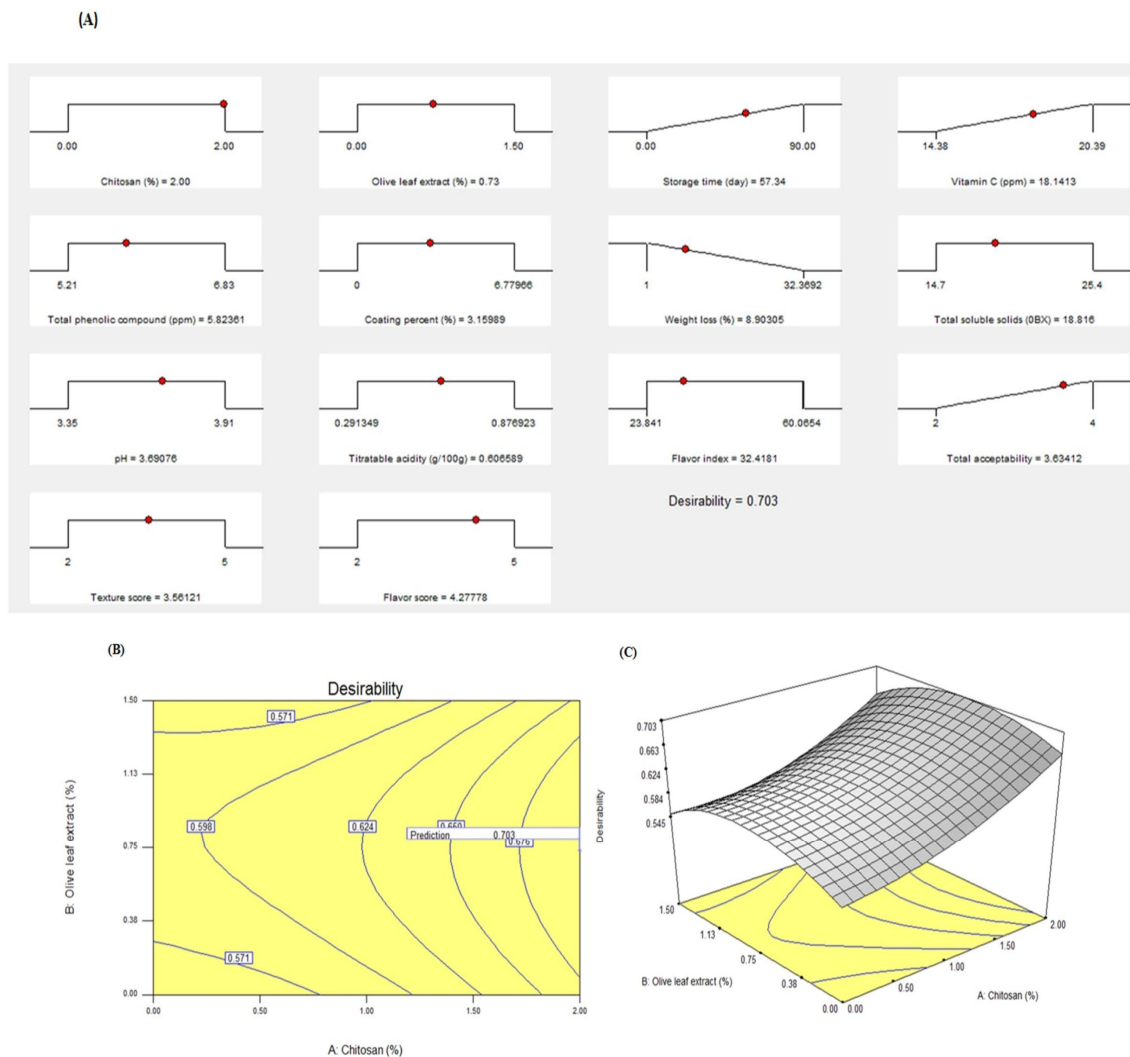 (A)
0.00 2.00
Chitosan (%) = 2.00
0.00 1.50
Olive leaf extract (%) = 0.73
0.00 90.00
Storage time (day) = 57.34
14.38 20.39
Vitamin C (ppm) = 18.1413
5.21 6.83
Total phenolic compound (ppm) = 5.82361
0 6.77966
Coating percent (%) = 3.15989
1 32.3692
Weight loss (%) = 8.90305
14.7 25.4
Total soluble solids (0BX) = 18.816
3.35 3.91
pH = 3.69076
0.291349 0.876923
Titratable acidity (g/100g) = 0.606589
23.841 60.0654
Flavor index = 32.4181
2 4
Total acceptability = 3.63412
2 5
Texture score = 3.56121
2 5
Flavor score = 4.27778
Desirability = 0.703
(B)
Desirability
1.50
1.13
0.75
0.38
0.00
B: Olive leaf extract (%)
0.571
0.598
0.624
0.650
Prediction 0.703
0.676
0.571
0.00 0.50 1.00 1.50 2.00
A: Chitosan (%)
(C)
0.703
0.663
0.624
0.584
0.545
Desirability
1.50
1.13
0.75
0.38
0.00
B: Olive leaf extract (%)
0.00
0.50
1.00
1.50
2.00
A: Chitosan (%)